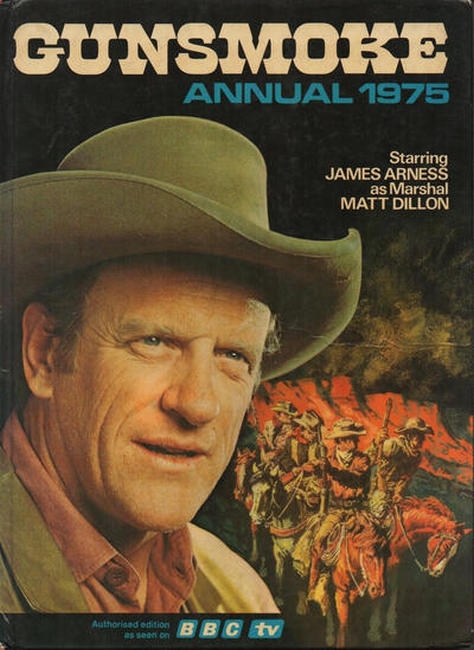 GUNSMOKE
ANNUAL 1975
Starring
JAMES ARNESS
as Marshal
MATT DILLON
Authorised edition
as seen on BBC tv